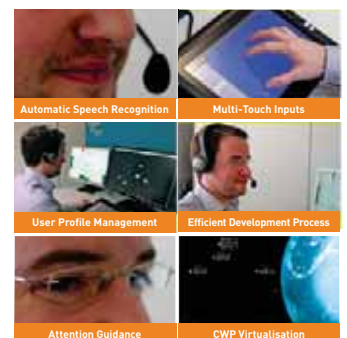 Automatic Speech Recognition
Multi-Touch Inputs
User Profile Management
Efficient Development Process
Attention Guidance
CWP Virtualisation